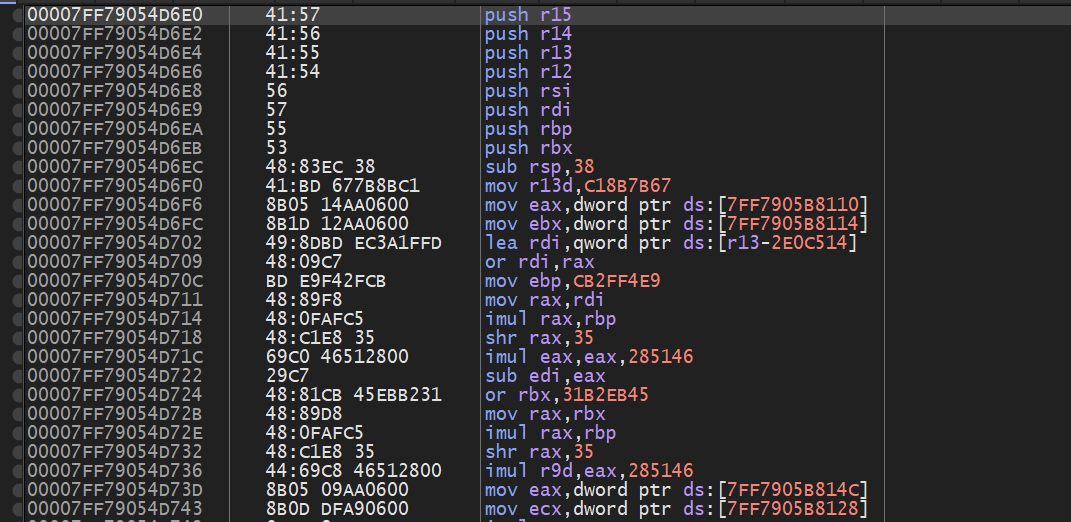 00007FF79054D6E0 41:57 push r15
00007FF79054D6E2 41:56 push r14
00007FF79054D6E4 41:55 push r13
00007FF79054D6E6 41:54 push r12
00007FF79054D6E8 56 push rsi
00007FF79054D6E9 57 push rdi
00007FF79054D6EA 55 push rbp
00007FF79054D6EB 53 push rbx
00007FF79054D6EC 48:83EC 38 sub rsp,38
00007FF79054D6F0 41:BD 677B8BC1 mov r13d,C18B7B67
00007FF79054D6F6 8B05 14AA0600 mov eax,dword ptr ds:[7FF7905B8110]
00007FF79054D6FC 8B1D 12AA0600 mov ebx,dword ptr ds:[7FF7905B8114]
00007FF79054D702 49:8DBD EC3A1FFD lea rdi,qword ptr ds:[r13-2E0C514]
00007FF79054D709 48:09C7 or rdi,rax
00007FF79054D70C BD E9F42FCB mov ebp,CB2FF4E9
00007FF79054D711 48:89F8 mov rax,rdi
00007FF79054D714 48:0FAFC5 imul rax,rbp
00007FF79054D718 48:C1E8 35 shr rax,35
00007FF79054D71C 69C0 46512800 imul eax,eax,285146
00007FF79054D722 29C7 sub edi,eax
00007FF79054D724 48:81CB 45EBB231 or rbx,31B2EB45
00007FF79054D72B 48:89D8 mov rax,rbx
00007FF79054D72E 48:0FAFC5 imul rax,rbp
00007FF79054D732 48:C1E8 35 shr rax,35
00007FF79054D736 44:69C8 46512800 imul r9d,eax,285146
00007FF79054D73D 8B05 09AA0600 mov eax,dword ptr ds:[7FF7905B814C]
00007FF79054D743 8B0D DFA90600 mov ecx,dword ptr ds:[7FF7905B8128]